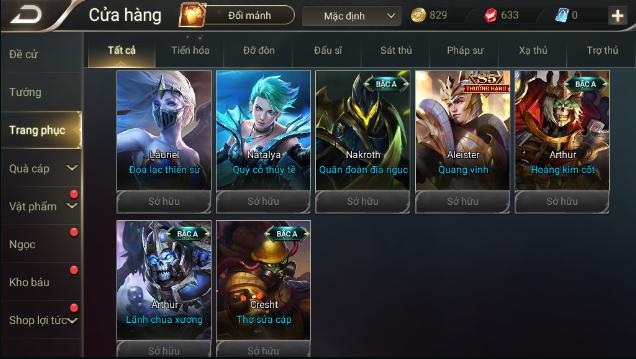 Cửa hàng
Đổi mảnh
Mặc định
829
633
0
Đề cử
Tướng
Trang phục
Quà cáp
Vật phẩm
Ngọc
Kho báu
Shop lợi tức
Tất cả
Tiến hóa
Đỡ đòn
Đấu sĩ
Sát thủ
Pháp sư
Xạ thủ
Trợ thủ
Lauriel
Đọa lạc thiên sứ
Sở hữu
Natalya
Quý cô thủy tề
Sở hữu
BẬC A
Nakroth
Quân đoàn địa ngục
Sở hữu
S5
THƯỞNG HẠNG
Aleister
Quang vinh
Sở hữu
BẬC A
Arthur
Hoàng kim cốt
Sở hữu
BẬC A
Arthur
Lãnh chúa xương
Sở hữu
BẬC A
Cresht
Thợ sửa cáp
Sở hữu